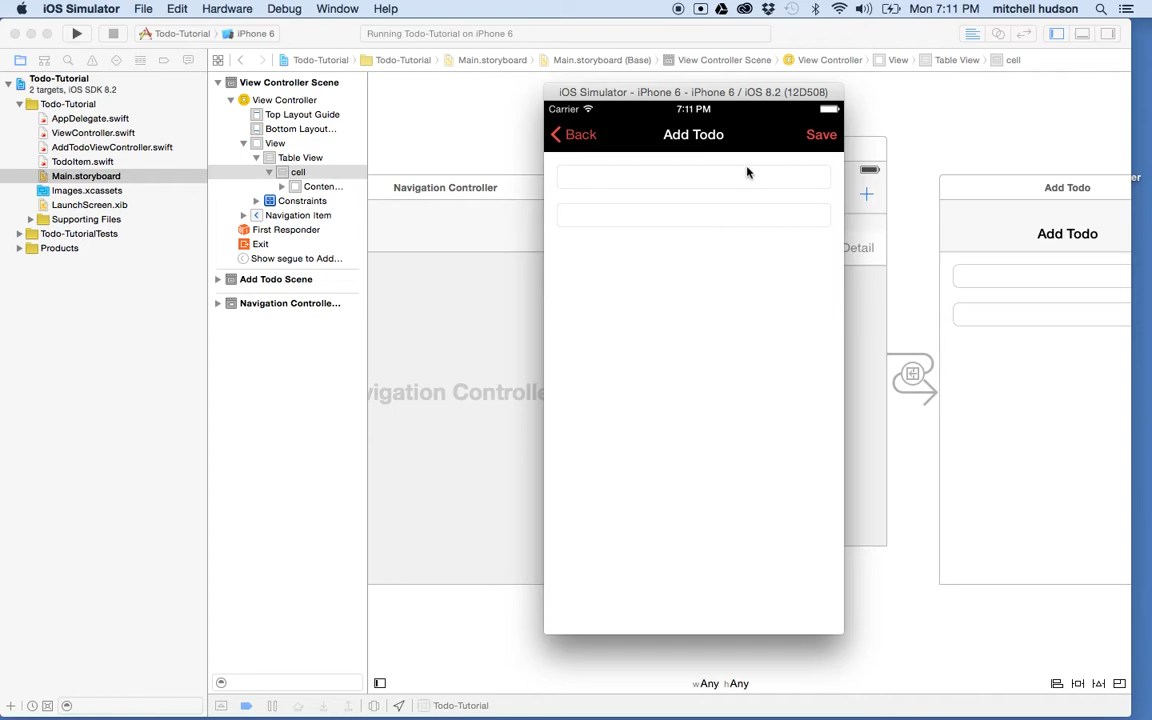 iOS Simulator File Edit Hardware Debug Window Help Mon 7:11 PM mitchell hudson
Todo-Tutorial iPhone 6 Running Todo-Tutorial on iPhone 6
Todo-Tutorial Todo-Tutorial Main.storyboard Main.storyboard (Base) View Controller Scene View Controller View Table View cell
Todo-Tutorial
2 targets, iOS SDK 8.2
Todo-Tutorial
AppDelegate.swift
ViewController.swift
AddTodoViewController.swift
TodoItem.swift
Main.storyboard
Images.xcassets
LaunchScreen.xib
Supporting Files
Todo-TutorialTests
Products
View Controller Scene
View Controller
Top Layout Guide
Bottom Layout...
View
Table View
cell
Conten...
Constraints
Navigation Item
First Responder
Exit
Show segue to Add...
Add Todo Scene
Navigation Controlle...
Navigation Controller
vigation Controlle
iOS Simulator - iPhone 6 - iPhone 6 / iOS 8.2 (12D508)
Carrier 7:11 PM
Back Add Todo Save
Detail
Add Todo
er
Add Todo
wAny hAny
Todo-Tutorial